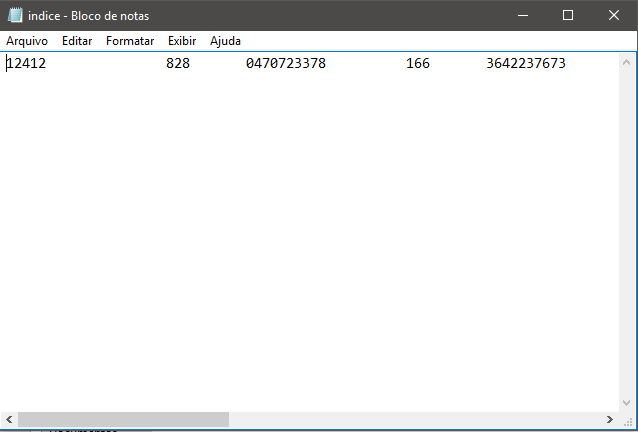 indice - Bloco de notas
Arquivo Editar Formatar Exibir Ajuda
12412 828 0470723378 166 3642237673